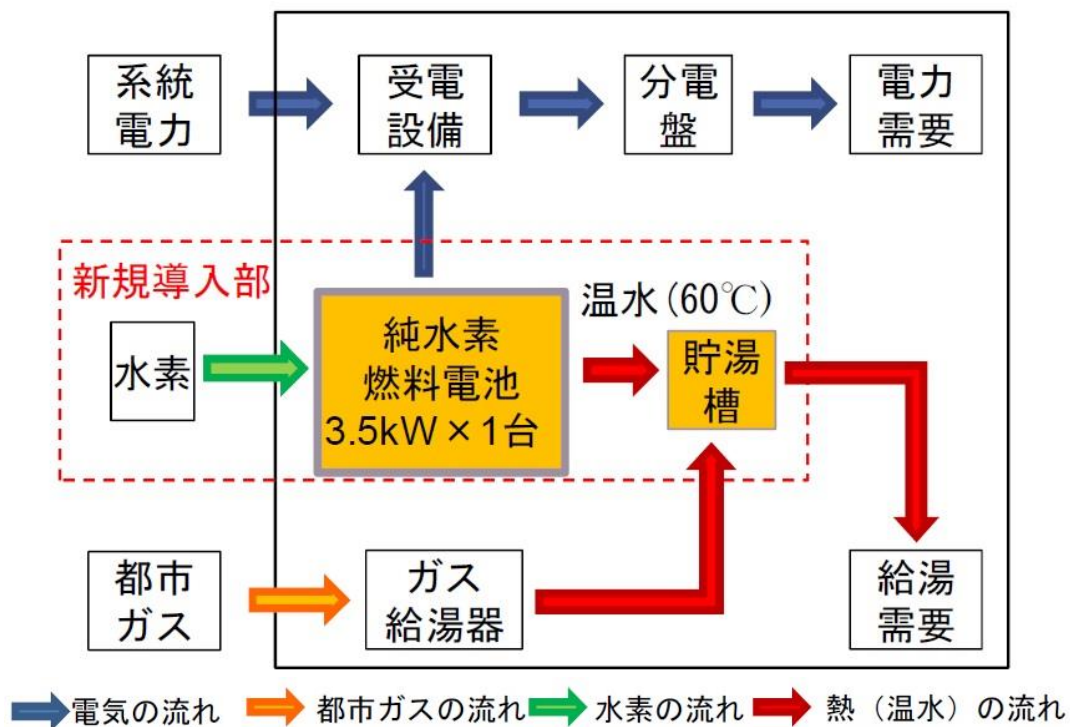 系統
電力
受電
設備
分電
盤
電力
需要
新規導入部
水素
純水素
燃料電池
3.5kW×1台
温水(60℃)
貯湯
槽
都市
ガス
ガス
給湯器
給湯
需要
電気の流れ
都市ガスの流れ
水素の流れ
熱（温水）の流れ